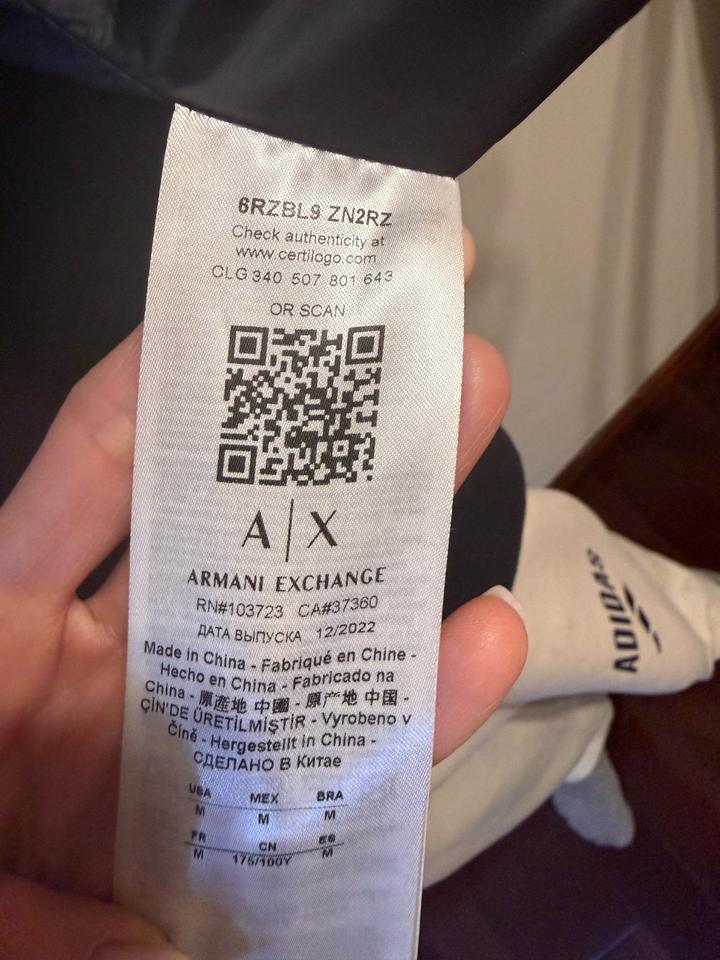 6RZBL9 ZN2RZ
Check authenticity at
www.certilogo.com
CLG 340 507 801 643
OR SCAN
A|X
ARMANI EXCHANGE
RN#103723 CA#37360
ДАТА ВЫПУСКА 12/2022
Made in China - Fabriqué en Chine -
Hecho en China - Fabricado na
China - 原産地 中國 - 原产地 中国 -
ÇİN'DE ÜRETİLMİŞTİR - Vyrobeno v
Číně - Hergestellt in China -
СДЕЛАНО В Китае
USA MEX BRA
M M M
FR CN ES
M 175/100Y M
ADIDAS